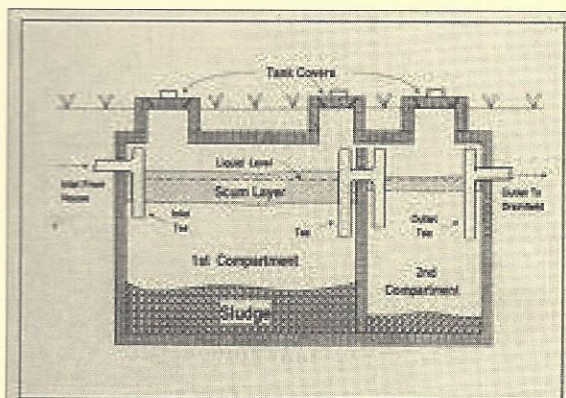 Tank Covers
Liquid Level
Scum Layer
Inlet From
House
Inlet
Tee
Tee
Outlet
Tee
Outlet To
Drainfield
1st Compartment
2nd
Compartment
Sludge